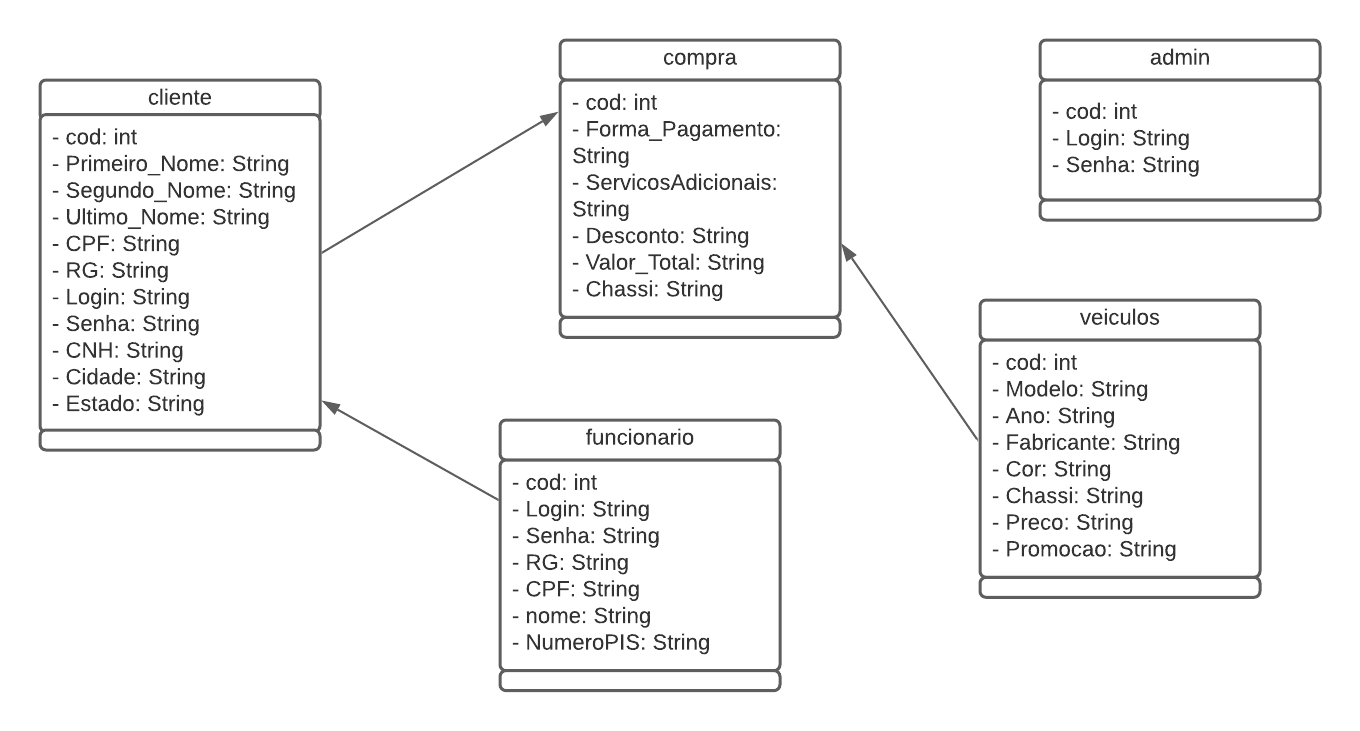 cliente
- cod: int
- Primeiro_Nome: String
- Segundo_Nome: String
- Ultimo_Nome: String
- CPF: String
- RG: String
- Login: String
- Senha: String
- CNH: String
- Cidade: String
- Estado: String
compra
- cod: int
- Forma_Pagamento:
String
- ServicosAdicionais:
String
- Desconto: String
- Valor_Total: String
- Chassi: String
admin
- cod: int
- Login: String
- Senha: String
funcionario
- cod: int
- Login: String
- Senha: String
- RG: String
- CPF: String
- nome: String
- NumeroPIS: String
veiculos
- cod: int
- Modelo: String
- Ano: String
- Fabricante: String
- Cor: String
- Chassi: String
- Preco: String
- Promocao: String